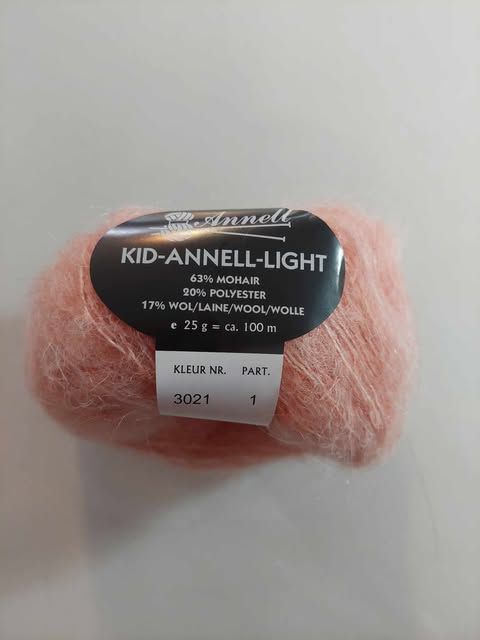 Annell
KID-ANNELL-LIGHT
63% MOHAIR
20% POLYESTER
17% WOL/LAINE/WOOL/WOLLE
e 25 g = ca. 100 m
KLEUR NR. PART.
3021 1